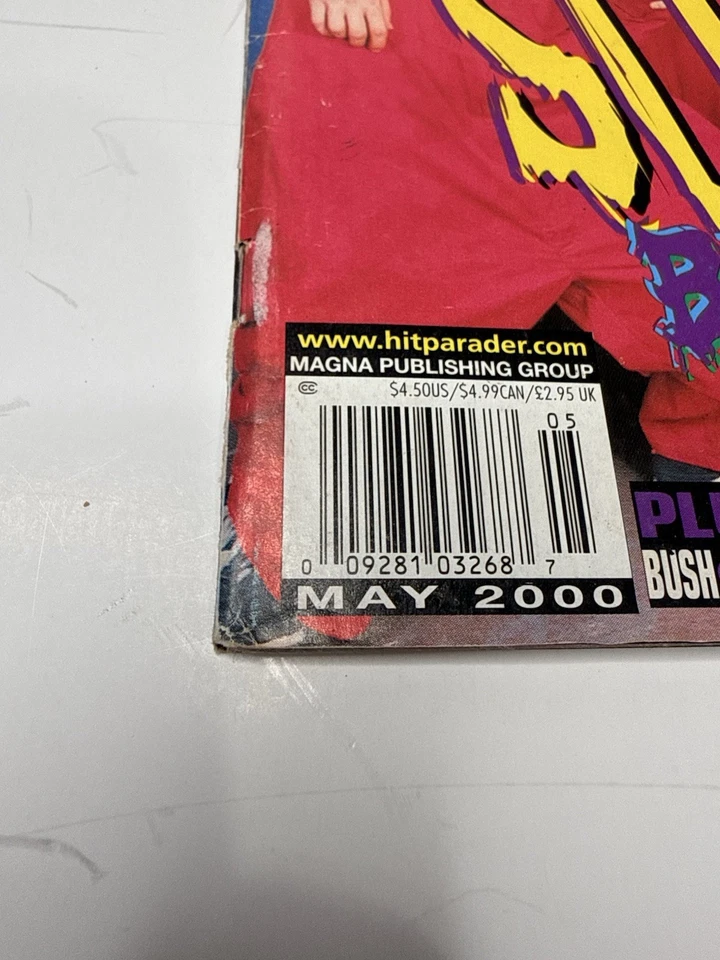 www.hitparader.com
MAGNA PUBLISHING GROUP
CC $4.50US/$4.99CAN/£2.95 UK
05
0 09281 03268 7
MAY 2000
BUSH